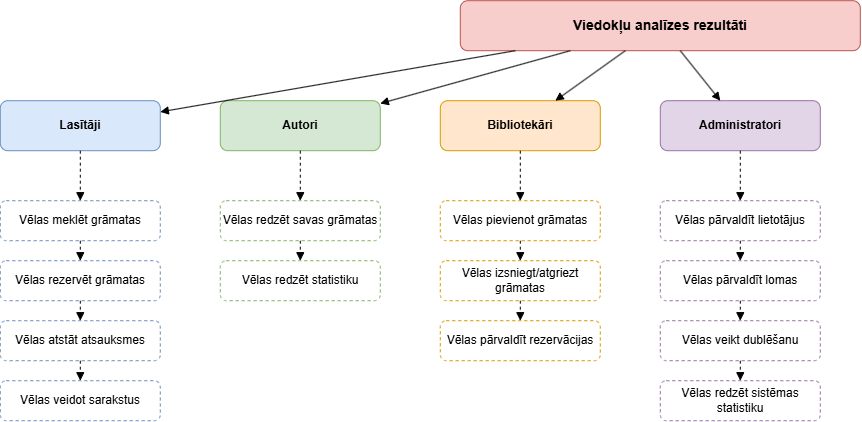 Viedokļu analīzes rezultāti
Lasītāji
Autori
Bibliotekāri
Administratori
Vēlas meklēt grāmatas
Vēlas redzēt savas grāmatas
Vēlas pievienot grāmatas
Vēlas pārvaldīt lietotājus
Vēlas rezervēt grāmatas
Vēlas redzēt statistiku
Vēlas izsniegt/atgriezt
grāmatas
Vēlas pārvaldīt lomas
Vēlas atstāt atsauksmes
Vēlas pārvaldīt rezervācijas
Vēlas veikt dublēšanu
Vēlas veidot sarakstus
Vēlas redzēt sistēmas
statistiku